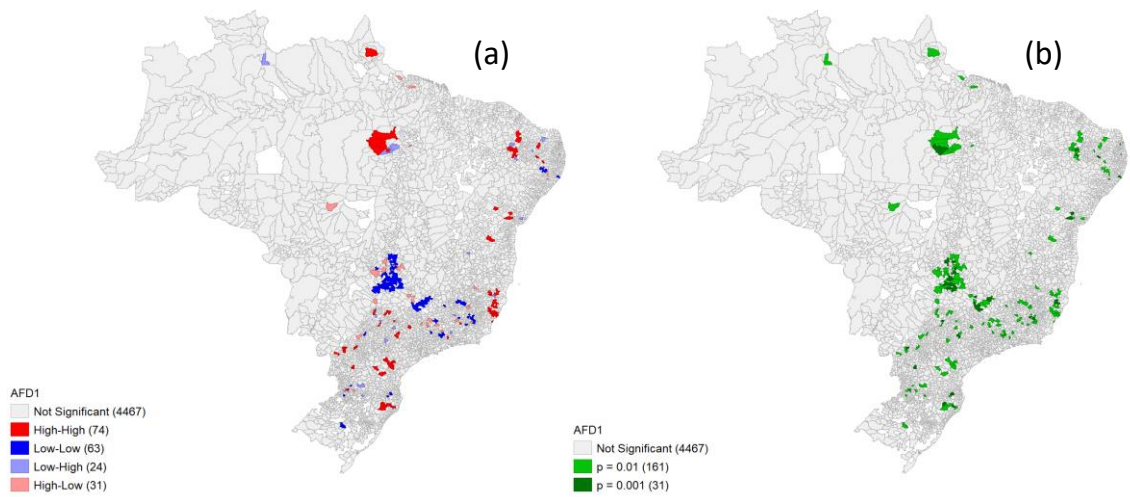 (a)
(b)
AFD1
Not Significant (4467)
High-High (74)
Low-Low (63)
Low-High (24)
High-Low (31)
AFD1
Not Significant (4467)
p = 0.01 (161)
p = 0.001 (31)